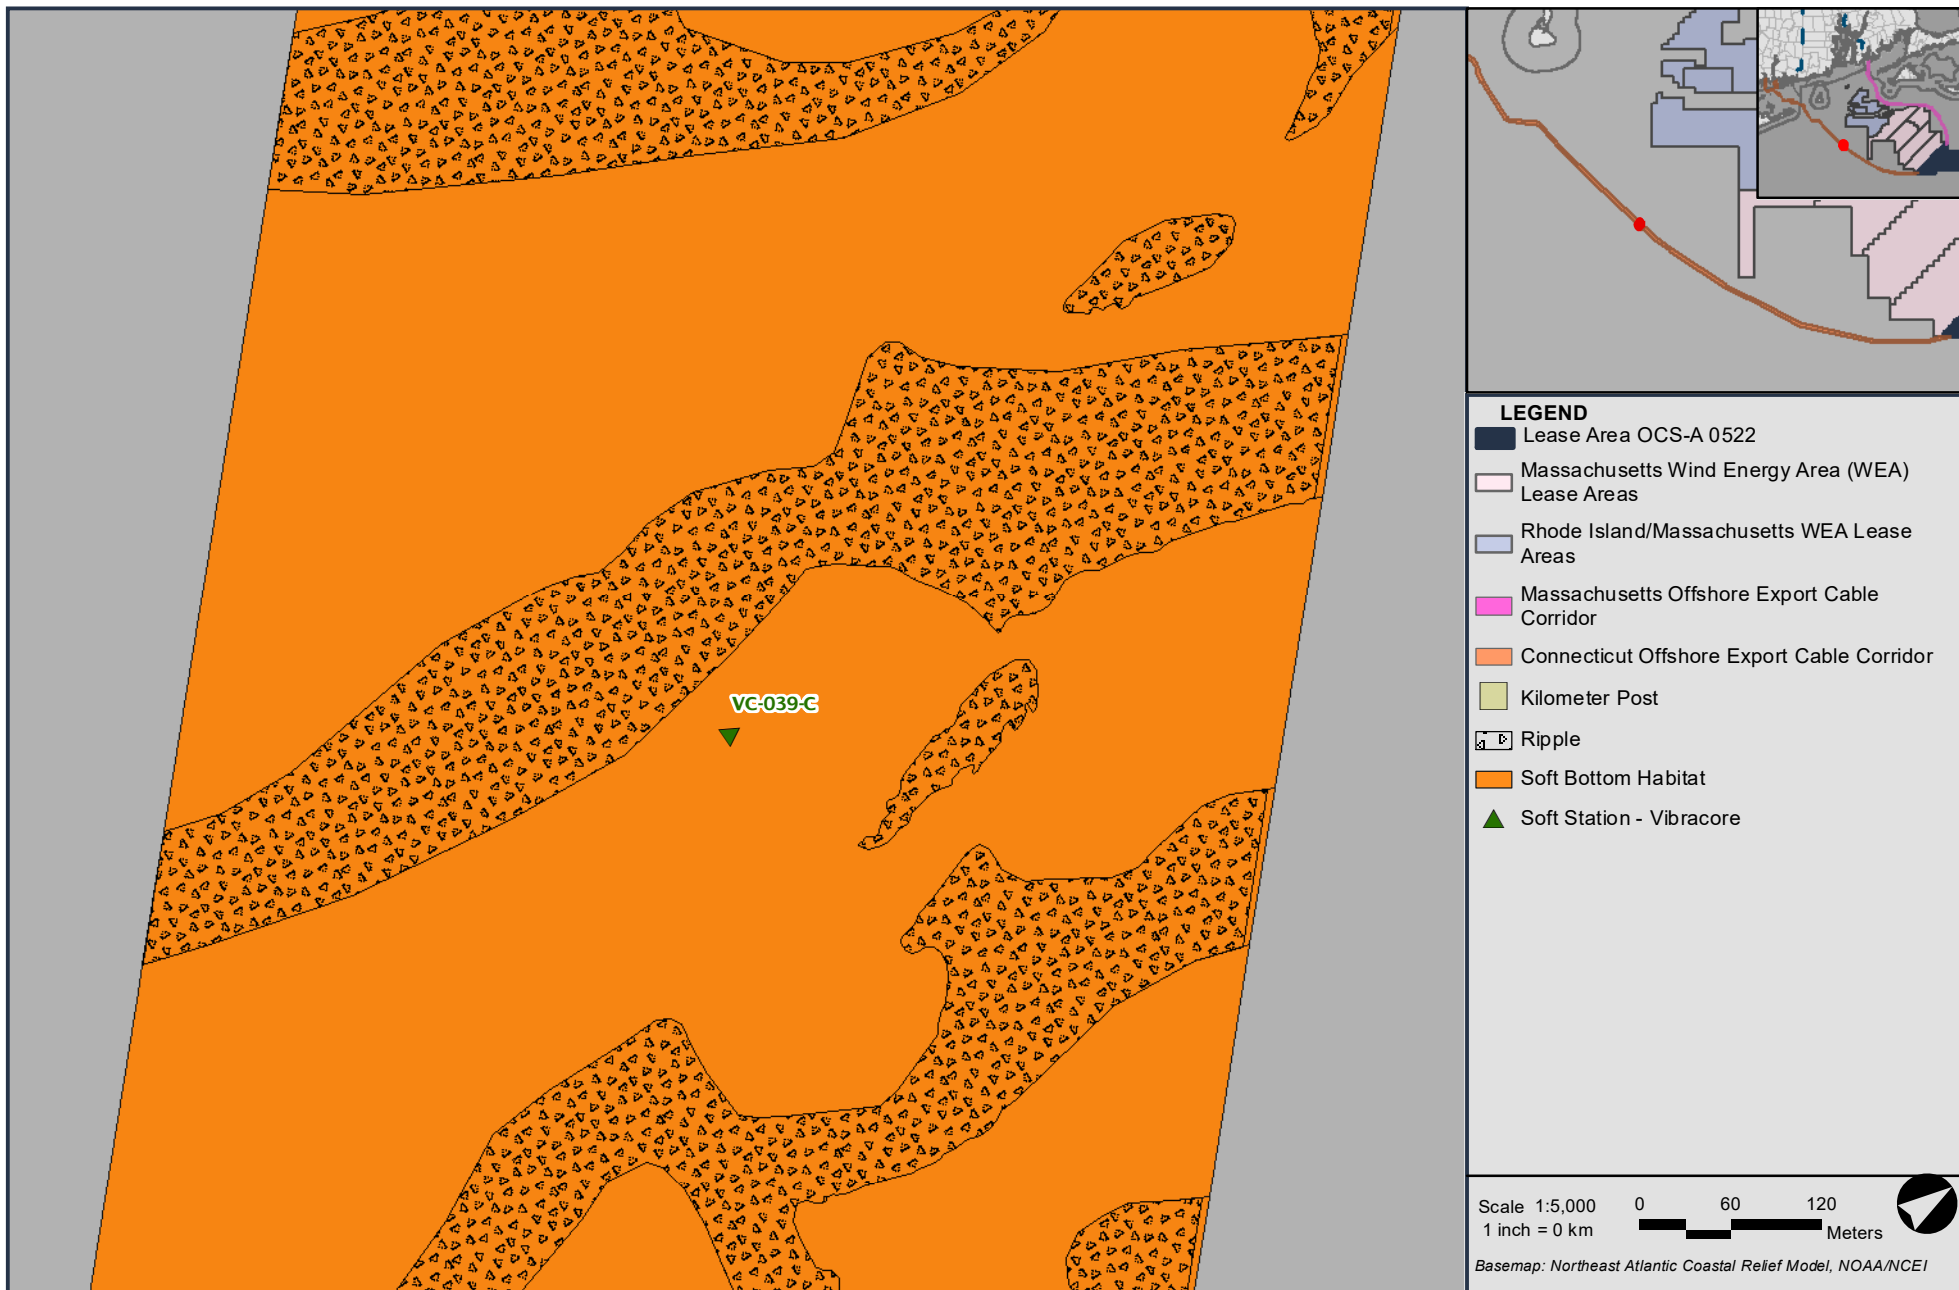 VC-039-C
LEGEND
Lease Area OCS-A 0522
Massachusetts Wind Energy Area (WEA)
Lease Areas
Rhode Island/Massachusetts WEA Lease
Areas
Massachusetts Offshore Export Cable
Corridor
Connecticut Offshore Export Cable Corridor
Kilometer Post
Ripple
Soft Bottom Habitat
Soft Station - Vibracore
Scale 1:5,000
1 inch = 0 km
0 60 120
Meters
Basemap: Northeast Atlantic Coastal Relief Model, NOAA/NCEI